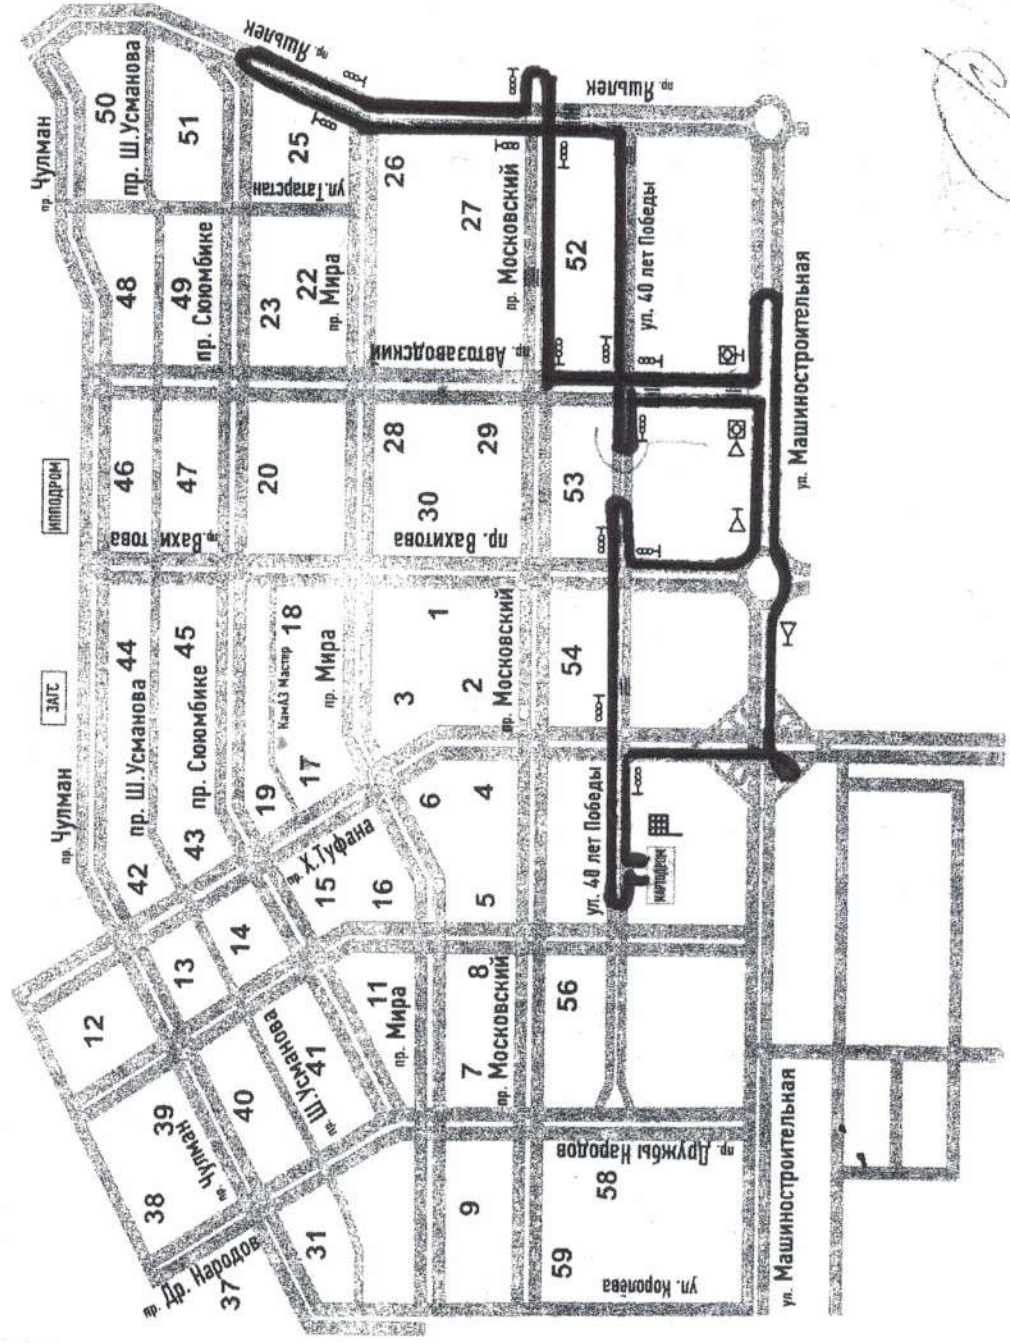 пр. Чулман
ЗАГС
ИППОДРОМ
пр. Чулман
12
42
пр. Ш.Усманова
44
46
48
50
пр. Ш.Усманова
38
39
пр. Чулман
13
43
пр. Сююмбике
45
пр. Вахитова
47
49
пр. Сююмбике
51
пр. Др. Народов
37
40
14
19
КамАЗ Мастер
18
20
23
ул. Татарстан
25
пр. Яшьлек
31
пр. Ш.Усманова
41
15
пр. Х.Туфана
17
пр. Мира
22
пр. Мира
11
пр. Мира
16
6
3
1
28
30
пр. Вахитова
пр. Автозаводский
26
9
7
8
5
4
2
29
27
пр. Московский
пр. Московский
пр. Московский
59
56
54
53
52
58
пр. Дружбы Народов
ул. 40 лет Победы
ул. 40 лет Победы
пр. Яшьлек
ул. Королёва
КАРТОДРОМ
ул. Машиностроительная
ул. Машиностроительная